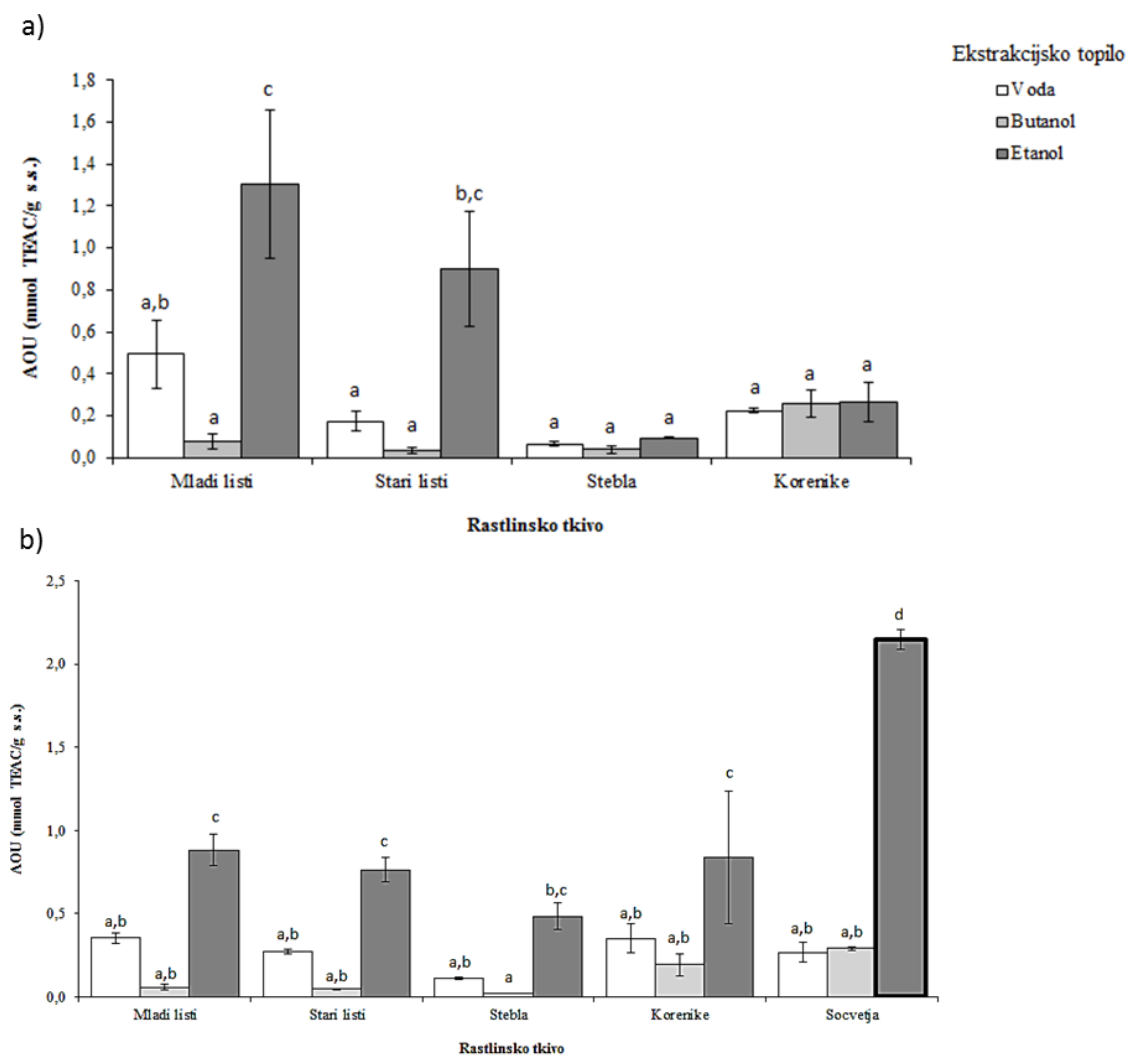 a)
Ekstrakcijsko topilo
Voda
Butanol
Etanol
AOU (mmol TEAC/g s.s.)
1,8
1,6
1,4
1,2
1,0
0,8
0,6
0,4
0,2
0,0
a,b
a
c
a
a
b,c
a
a
a
a
a
a
Mladi listi
Stari listi
Stebla
Korenike
Rastlinsko tkivo
b)
AOU (mmol TEAC/g s.s.)
2,5
2,0
1,5
1,0
0,5
0,0
a,b
a,b
c
a,b
a,b
c
a,b
a
b,c
a,b
a,b
c
a,b
a,b
d
Mladi listi
Stari listi
Stebla
Korenike
Socvetja
Rastlinsko tkivo